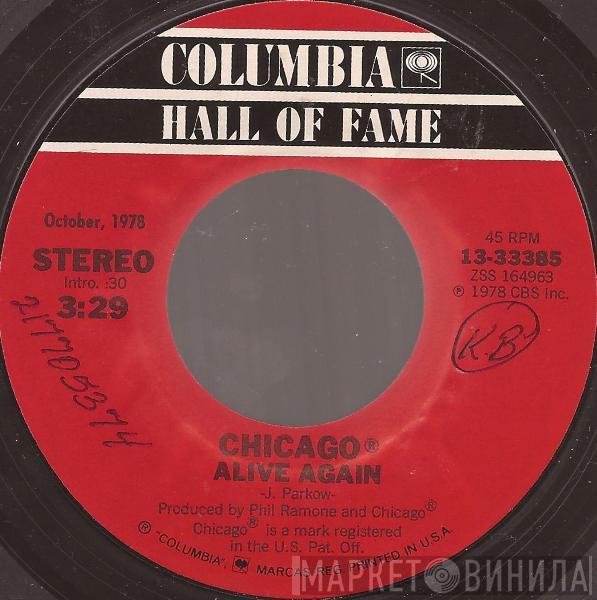 COLUMBIA
HALL OF FAME
October, 1978
STEREO
Intro. :30
3:29
45 RPM
13-33385
ZSS 164963
℗ 1978 CBS Inc.
2177705374
K.B
CHICAGO®
ALIVE AGAIN
-J. Parkow-
Produced by Phil Ramone and Chicago®
Chicago® is a mark registered
in the U.S. Pat. Off.
® "COLUMBIA", MARCAS REG. PRINTED IN U.S.A.
МАРКЕТ ВИНИЛА